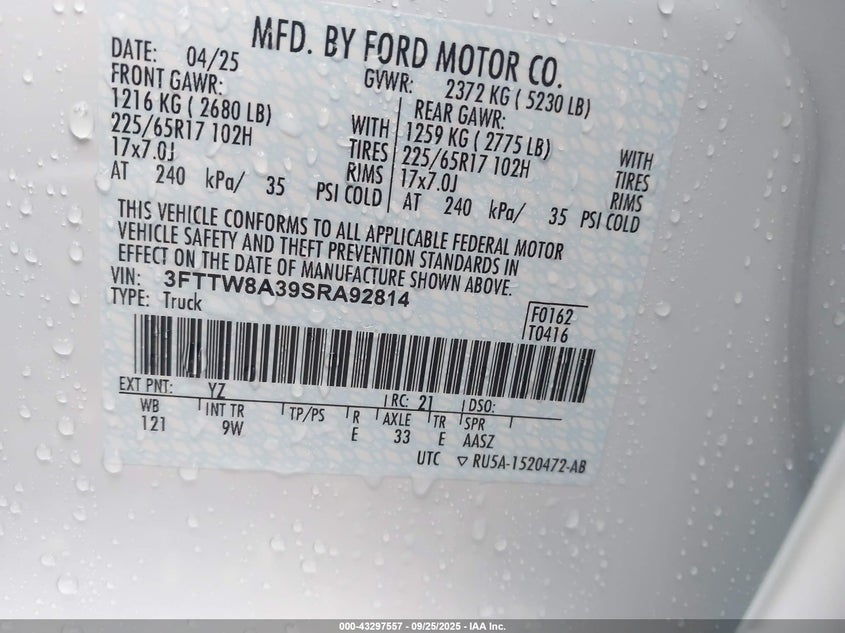 MFD. BY FORD MOTOR CO.
DATE: 04/25 GVWR: 2372 KG ( 5230 LB)
FRONT GAWR: REAR GAWR:
1216 KG ( 2680 LB) WITH 1259 KG ( 2775 LB) WITH
225/65R17 102H TIRES 225/65R17 102H TIRES
17x7.0J RIMS 17x7.0J RIMS
AT 240 kPa/ 35 PSI COLD AT 240 kPa/ 35 PSI COLD
THIS VEHICLE CONFORMS TO ALL APPLICABLE FEDERAL MOTOR
VEHICLE SAFETY AND THEFT PREVENTION STANDARDS IN
EFFECT ON THE DATE OF MANUFACTURE SHOWN ABOVE.
VIN: 3FTTW8A39SRA92814
TYPE: Truck
F0162
T0416
EXT PNT: YZ RC: 21 DSO:
WB INT TR TP/PS R AXLE TR SPR
121 9W E 33 E AASZ
UTC ▽ RU5A-1520472-AB
000-43297557 - 09/25/2025 - IAA Inc.